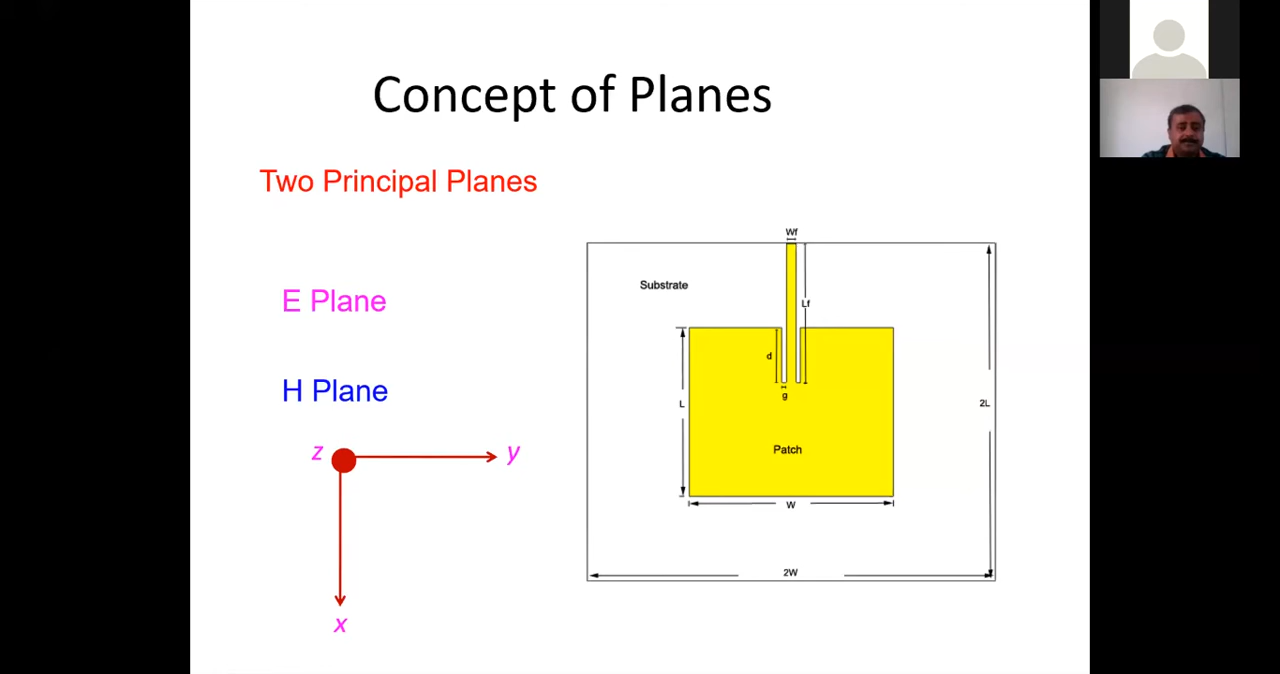 Concept of Planes
Two Principal Planes
E Plane
H Plane
z
y
x
Wf
Substrate
Lf
d
g
L
2L
Patch
W
2W